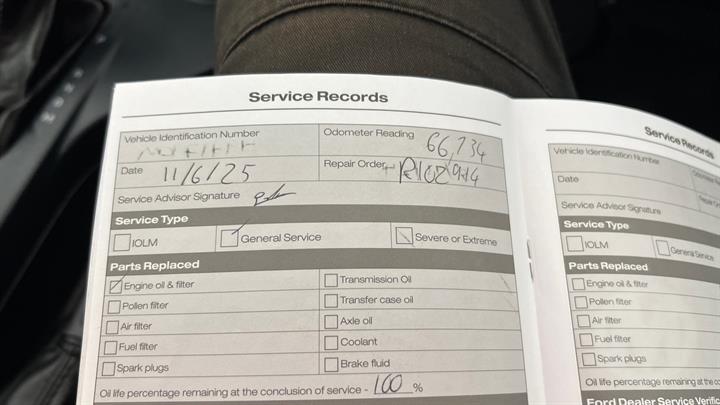 Service Records
Vehicle Identification Number
Odometer Reading 66,734
Date 11/6/25
Repair Order
Service Advisor Signature
Service Type
IOLM
General Service
Severe or Extreme
Parts Replaced
Engine oil & filter
Transmission Oil
Pollen filter
Transfer case oil
Air filter
Axle oil
Fuel filter
Coolant
Spark plugs
Brake fluid
Oil life percentage remaining at the conclusion of service - 100 %
Service Records
Vehicle Identification Number
Date
Service Advisor Signature
Service Type
IOLM
General Service
Parts Replaced
Engine oil & filter
Pollen filter
Air filter
Fuel filter
Spark plugs
Oil life percentage remaining at the
Ford Dealer Service